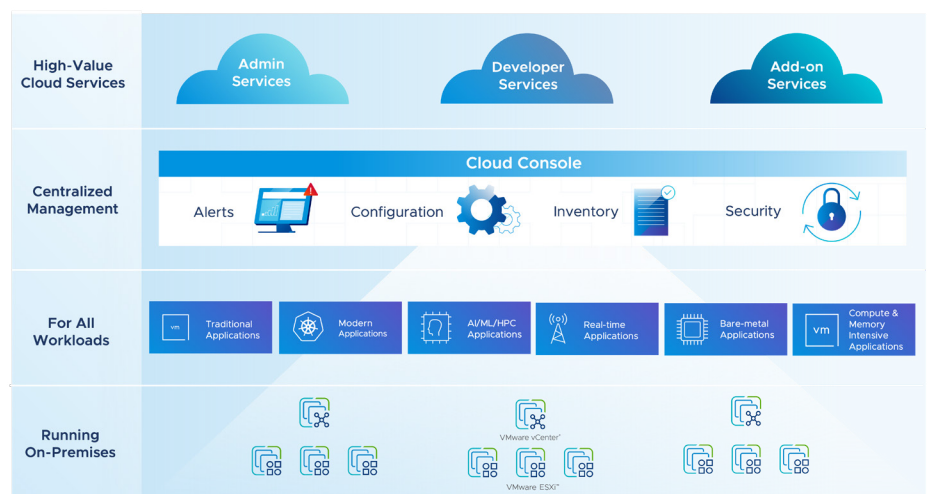 High-Value
Cloud Services
Admin
Services
Developer
Services
Add-on
Services
Centralized
Management
Cloud Console
Alerts
Configuration
Inventory
Security
For All
Workloads
vm
Traditional
Applications
Modern
Applications
AI/ML/HPC
Applications
Real-time
Applications
Bare-metal
Applications
vm
Compute &
Memory
Intensive
Applications
Running
On-Premises
VMware vCenter®
VMware ESXi™